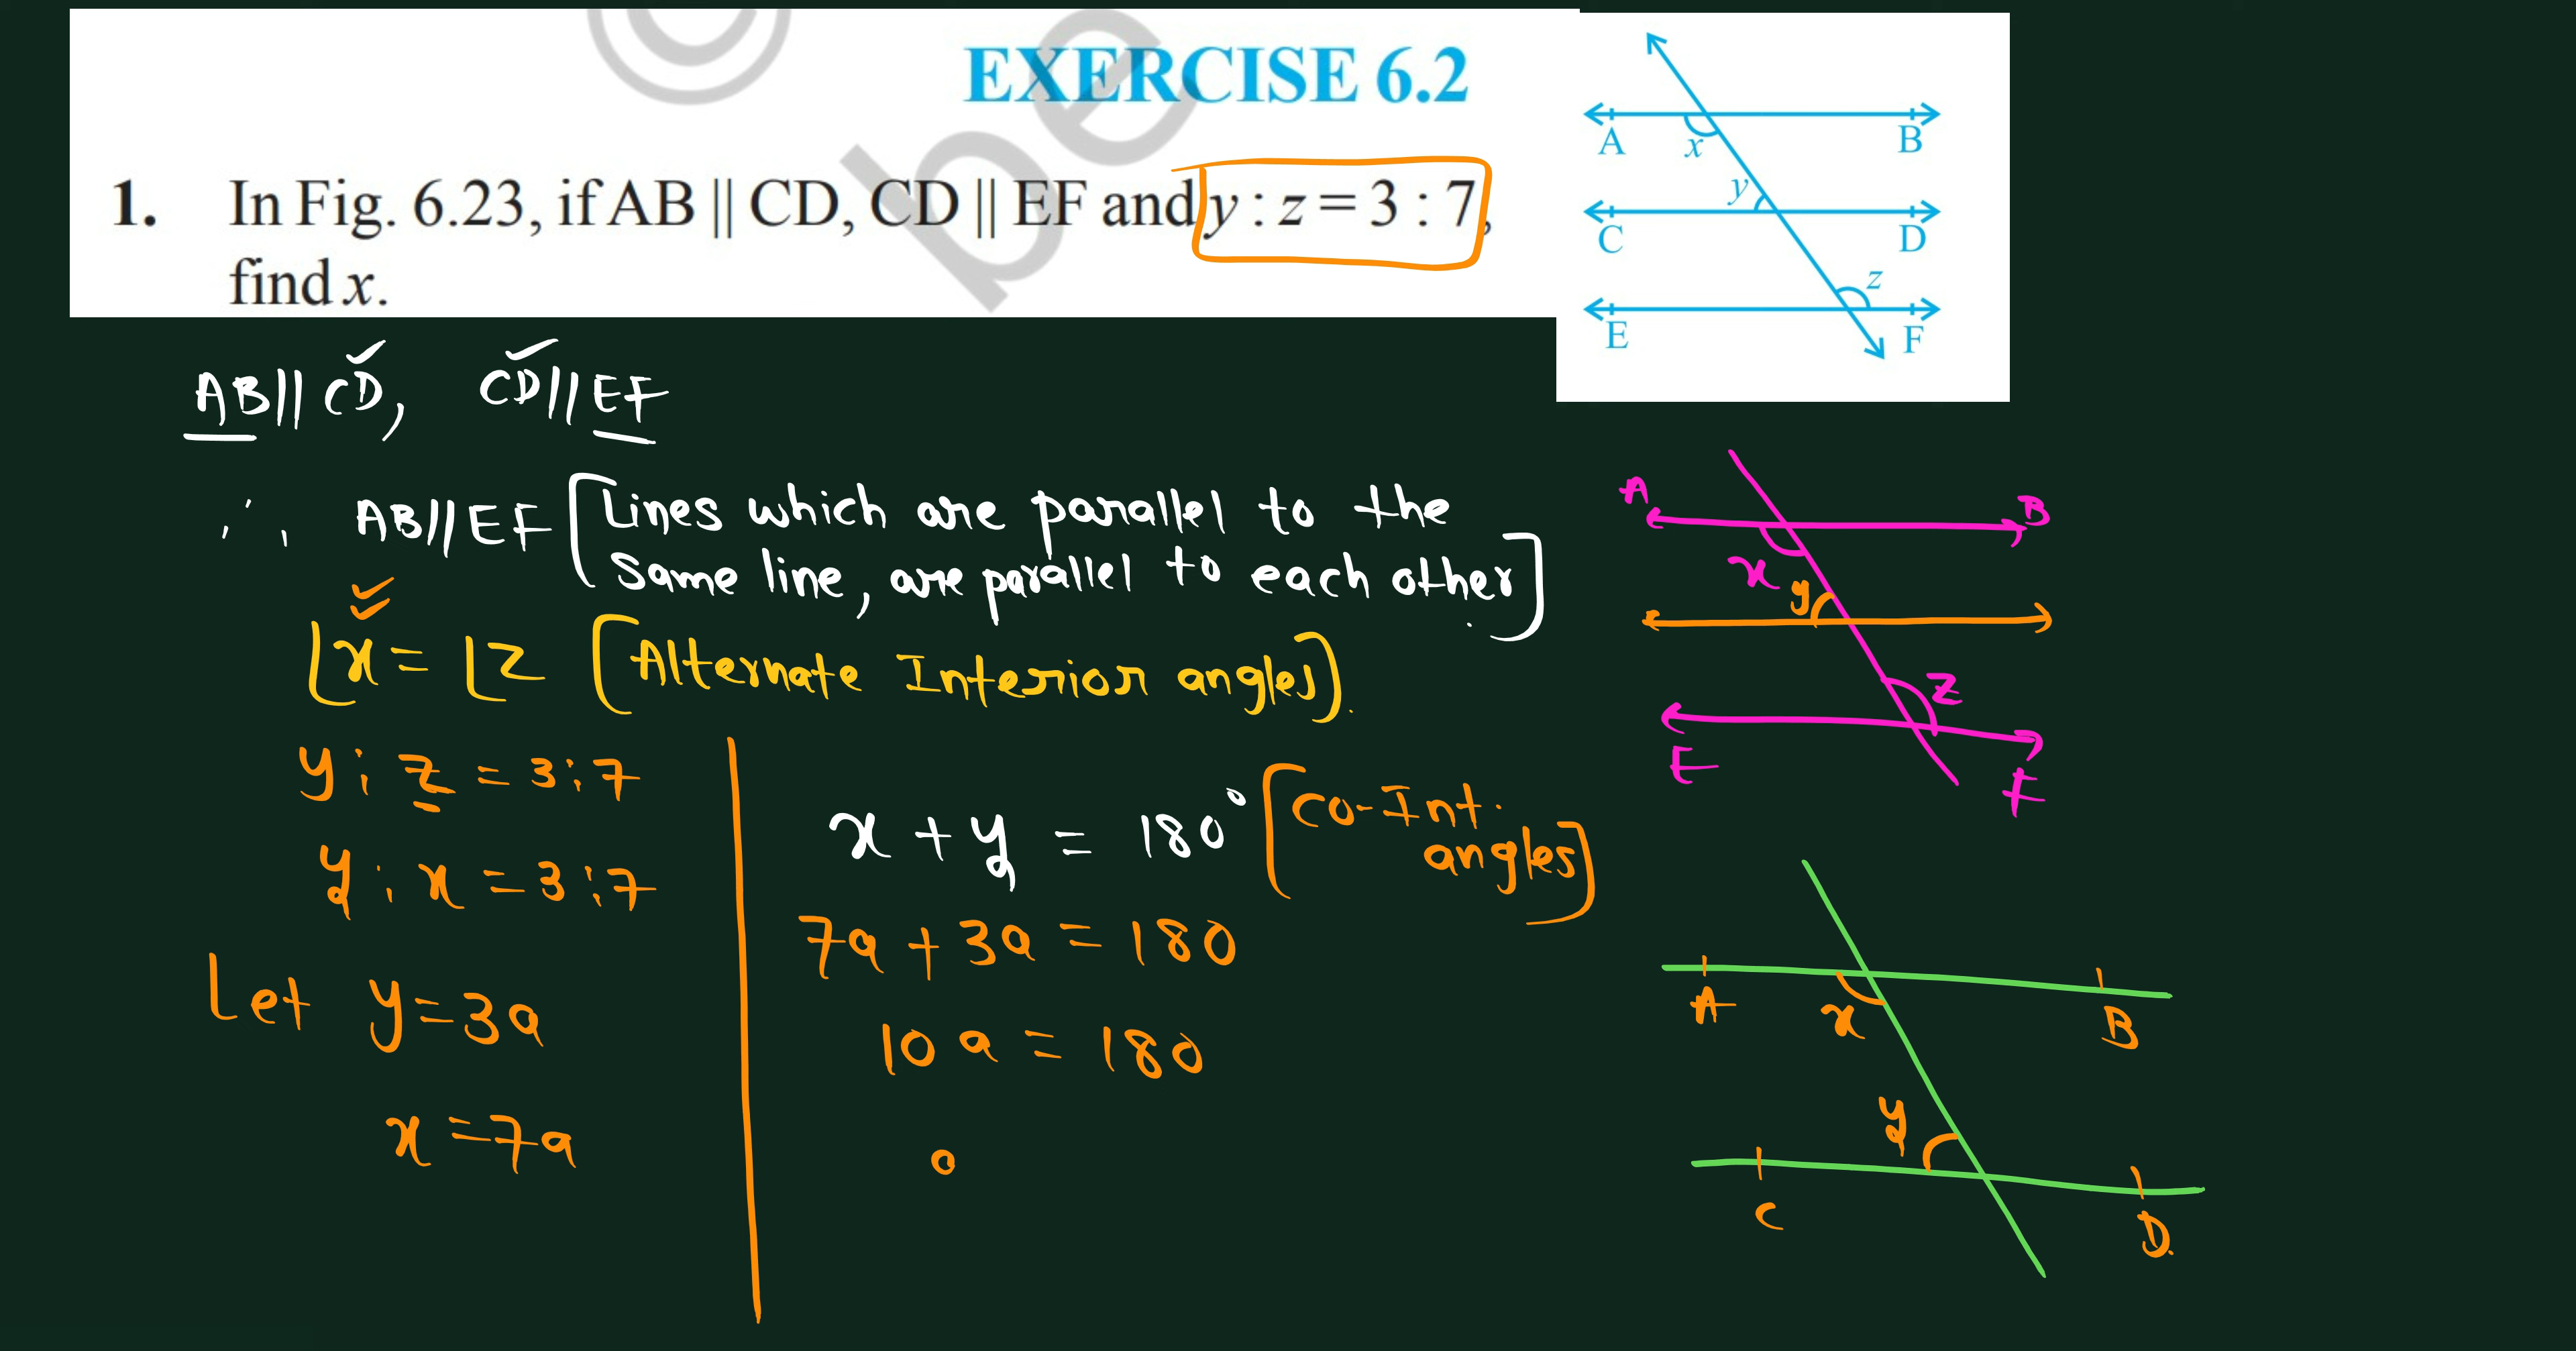 EXERCISE 6.2
1. In Fig. 6.23, if AB || CD, CD || EF and y : z = 3 : 7,
find x.
A x B
y
C D
z
E F
be
©
AB||CD, CD||EF
∴ AB||EF [Lines which are parallel to the
Same line, are parallel to each other]
∠x = ∠z [Alternate Interior angles].
y : z = 3 : 7
y : x = 3 : 7
Let y = 3a
x = 7a
x + y = 180° [Co-Int.
angles]
7a + 3a = 180
10 a = 180
a
A B
x
y
z
E F
A x B
y
C D.